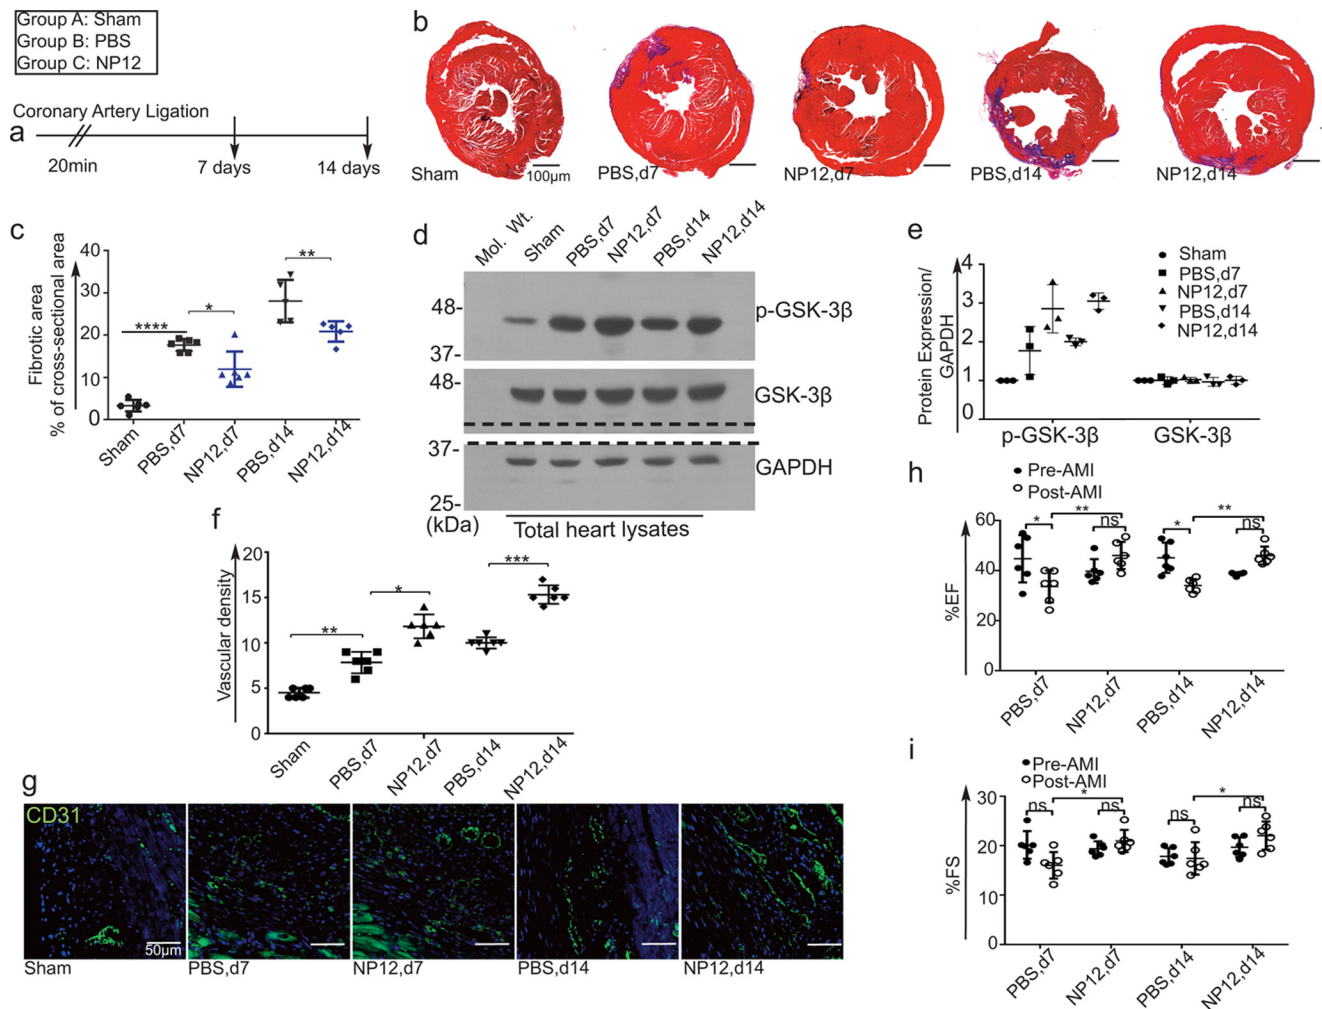 Group A: Sham
Group B: PBS
Group C: NP12
a
Coronary Artery Ligation
20min
7 days
14 days
b
Sham
100µm
PBS,d7
NP12,d7
PBS,d14
NP12,d14
c
Fibrotic area
% of cross-sectional area
40
30
20
10
0
****
*
**
Sham
PBS,d7
NP12,d7
PBS,d14
NP12,d14
d
Mol. Wt.
Sham
PBS,d7
NP12,d7
PBS,d14
NP12,d14
48-
37-
p-GSK-3β
48-
GSK-3β
37-
25-
GAPDH
(kDa)
Total heart lysates
e
Protein Expression/
GAPDH
4
3
2
1
0
Sham
PBS,d7
NP12,d7
PBS,d14
NP12,d14
p-GSK-3β
GSK-3β
f
Vascular density
20
15
10
5
0
**
*
***
Sham
PBS,d7
NP12,d7
PBS,d14
NP12,d14
g
CD31
50µm
Sham
PBS,d7
NP12,d7
PBS,d14
NP12,d14
h
Pre-AMI
Post-AMI
%EF
60
40
20
0
*
**
ns
*
**
ns
PBS,d7
NP12,d7
PBS,d14
NP12,d14
i
Pre-AMI
Post-AMI
%FS
30
20
10
0
ns
*
ns
ns
*
ns
PBS,d7
NP12,d7
PBS,d14
NP12,d14